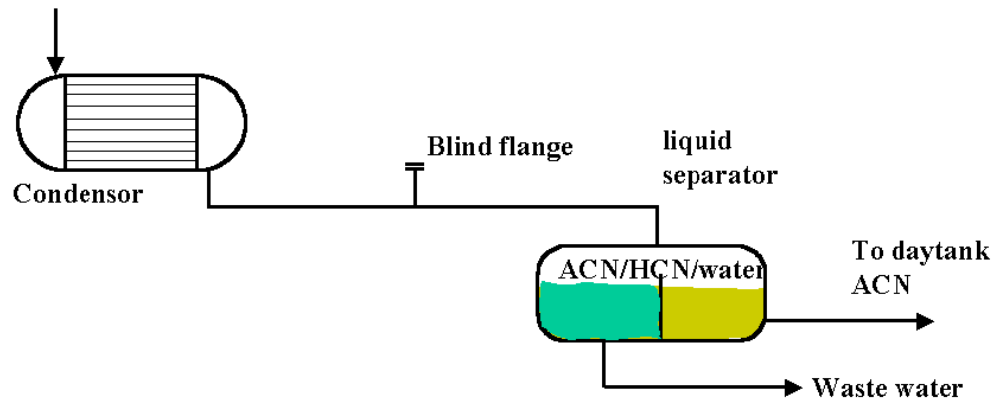 Condensor
Blind flange
liquid
separator
ACN/HCN/water
To daytank
ACN
Waste water